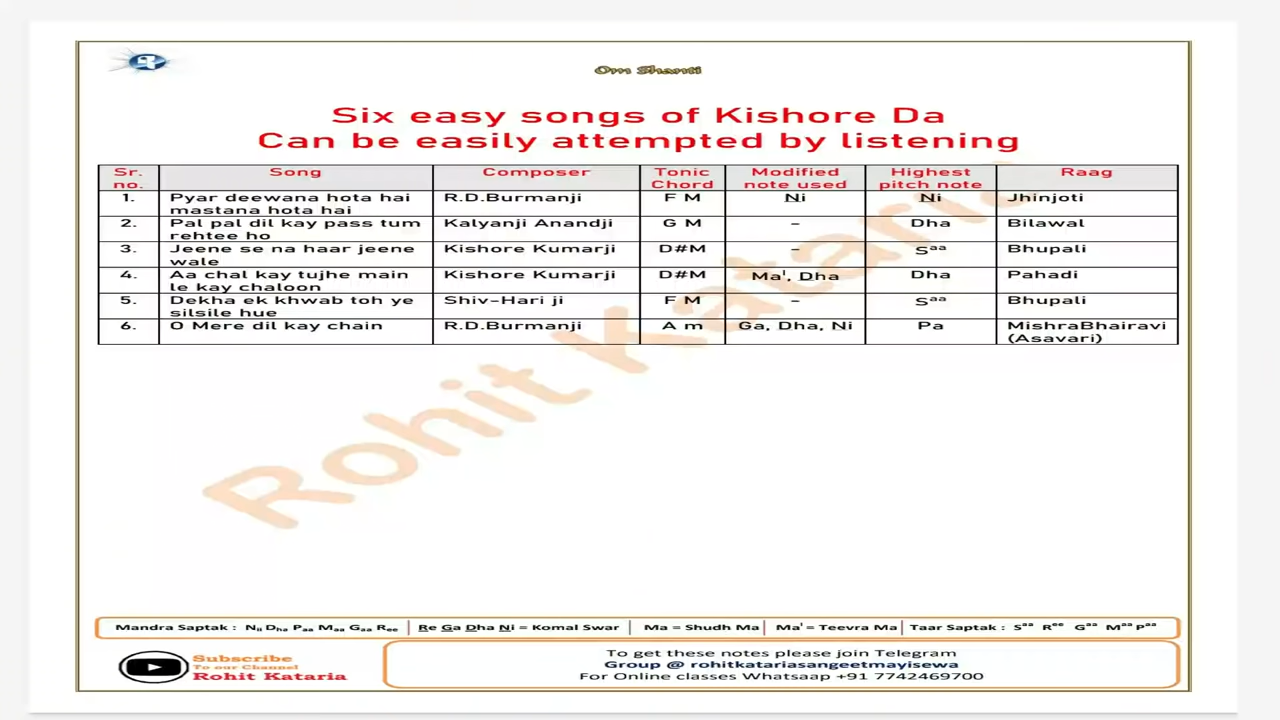 Om Shanti
Six easy songs of Kishore Da
Can be easily attempted by listening
Sr. no. Song Composer Tonic Chord Modified note used Highest pitch note Raag
1. Pyar deewana hota hai mastana hota hai R.D.Burmanji F M Ni Ni Jhinjoti
2. Pal pal dil kay pass tum rehtee ho Kalyanji Anandji G M - Dha Bilawal
3. Jeene se na haar jeene wale Kishore Kumarji D#M - Sᵃᵃ Bhupali
4. Aa chal kay tujhe main le kay chaloon Kishore Kumarji D#M Maᴵ, Dha Dha Pahadi
5. Dekha ek khwab toh ye silsile hue Shiv-Hari ji F M - Sᵃᵃ Bhupali
6. O Mere dil kay chain R.D.Burmanji A m Ga, Dha, Ni Pa MishraBhairavi (Asavari)
Rohit Kataria
Mandra Saptak : Nᵢᵢ Dₕₐ Pₐₐ Mₐₐ Gₐₐ Rₑₑ | Re Ga Dha Ni = Komal Swar | Ma = Shudh Ma | Maᴵ = Teevra Ma | Taar Saptak : Sᵃᵃ Rᵉᵉ Gᵃᵃ Mᵃᵃ Pᵃᵃ
Subscribe
To our Channel
Rohit Kataria
To get these notes please join Telegram
Group @ rohitkatariasangeetmayisewa
For Online classes Whatsaap +91 7742469700